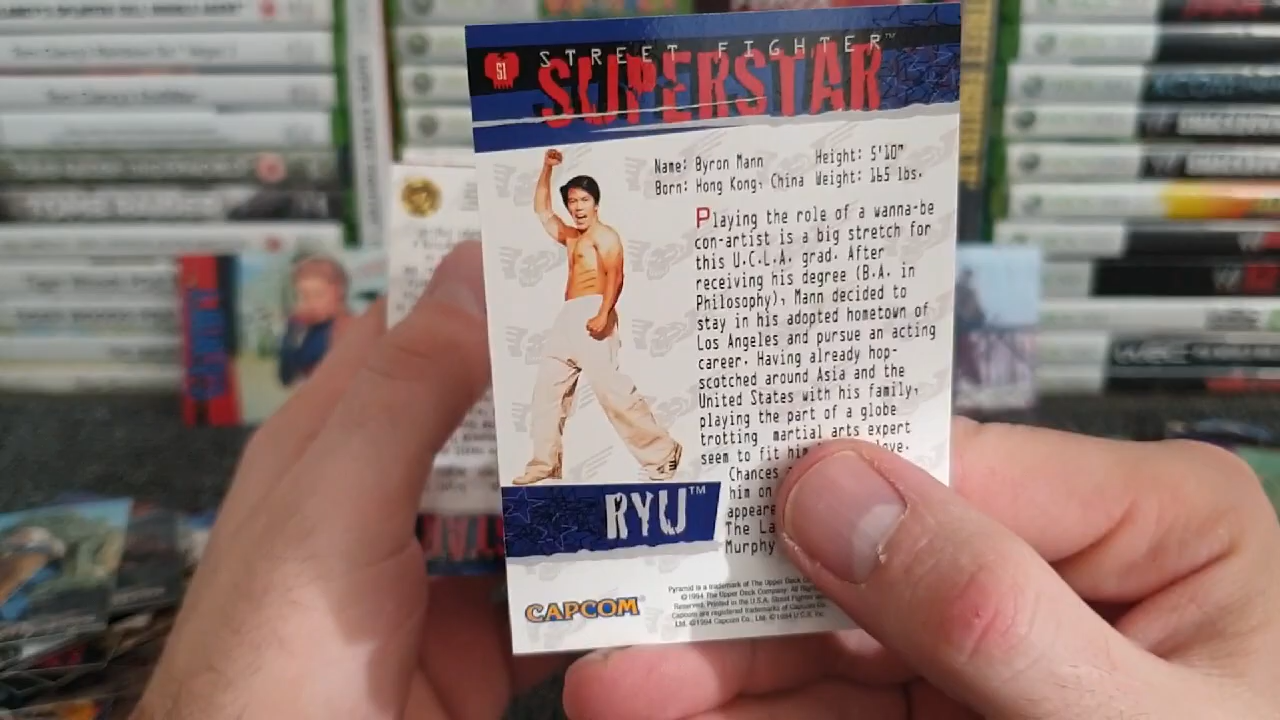 STREET FIGHTER™
S1
SUPERSTAR
Name: Byron Mann
Height: 5'10"
Born: Hong Kong, China
Weight: 165 lbs.
Playing the role of a wanna-be
con-artist is a big stretch for
this U.C.L.A. grad. After
receiving his degree (B.A. in
Philosophy), Mann decided to
stay in his adopted hometown of
Los Angeles and pursue an acting
career. Having already hop-
scotched around Asia and the
United States with his family,
playing the part of a globe
trotting martial arts expert
seem to fit him
Chances
him on
The
Murphy
RYU™
CAPCOM®
Pyramid is a trademark of The Upper Deck
©1994 The Upper Deck Company. All
Reserved. Printed in the U.S.A. Street Fighter
Capcom are registered trademarks of Capcom
Ltd. ©1994 Capcom Co., Ltd. ©1994